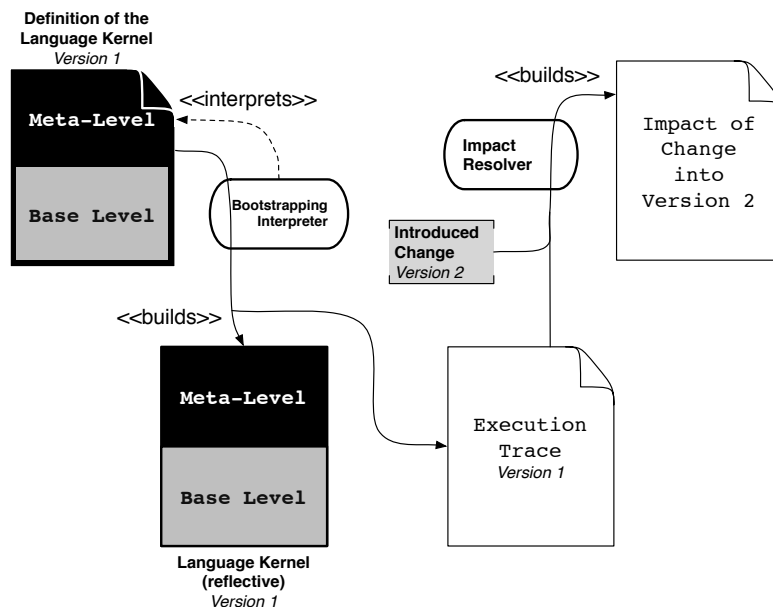 Definition of the
Language Kernel
Version 1
Meta-Level
Base Level
<<interprets>>
Bootstrapping
Interpreter
<<builds>>
Meta-Level
Base Level
Language Kernel
(reflective)
Version 1
Execution
Trace
Version 1
Introduced
Change
Version 2
Impact
Resolver
<<builds>>
Impact of
Change
into
Version 2